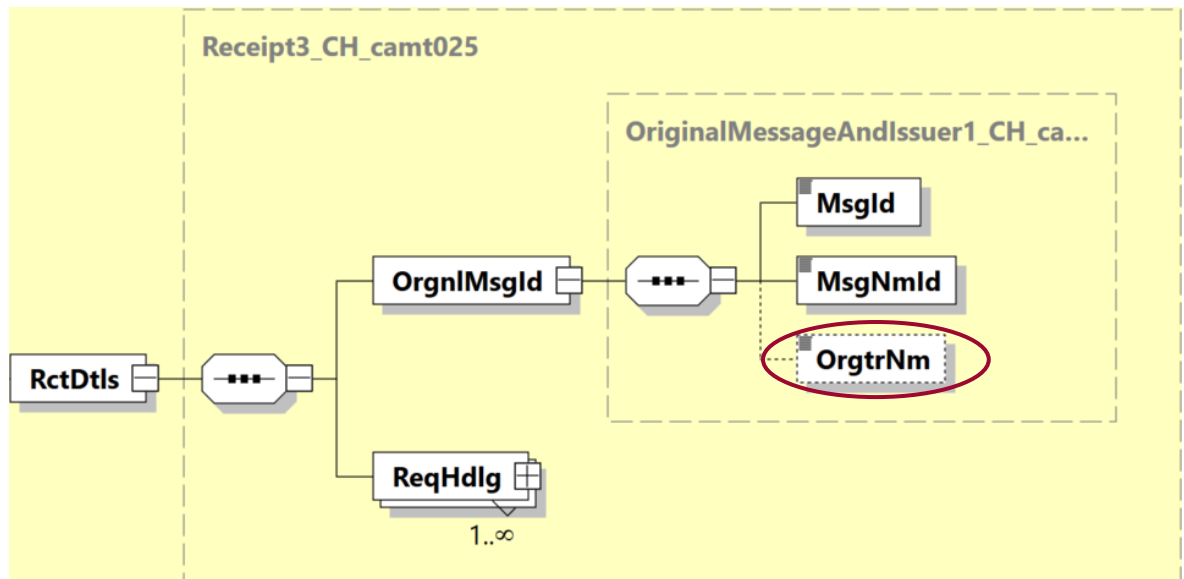 Receipt3_CH_camt025
OriginalMessageAndIssuer1_CH_ca...
MsgId
OrgnlMsgId
MsgNmId
OrgtrNm
RctDtls
ReqHdlg
1..∞